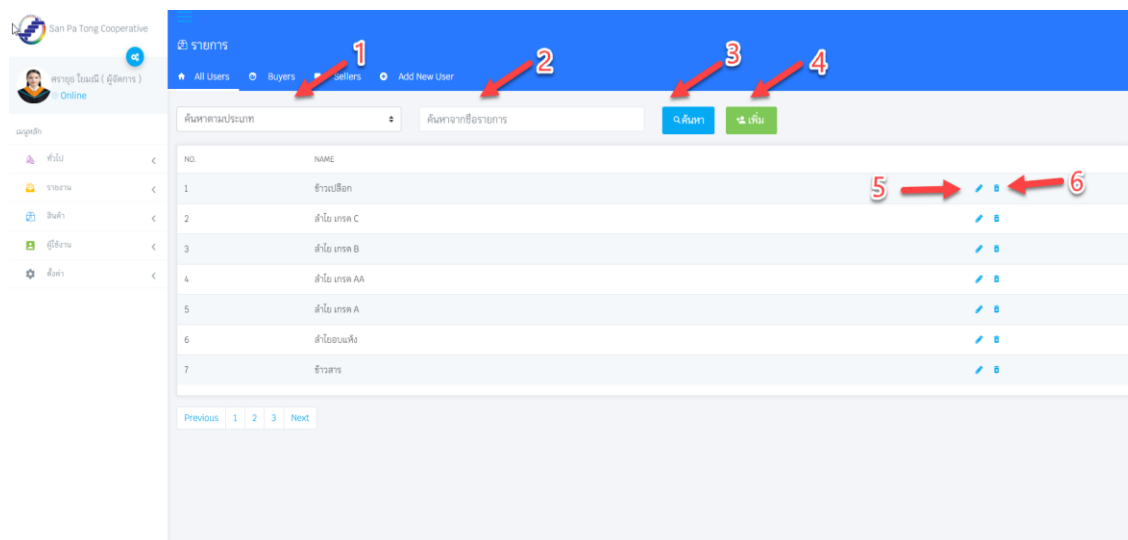 San Pa Tong Cooperative
ศรายุธ ใยมณี ( ผู้จัดการ )
Online
เมนูหลัก
ทั่วไป
รายงาน
สินค้า
ผู้ใช้งาน
ตั้งค่า
รายการ
1 2 3 4
All Users Buyers Sellers Add New User
ค้นหาตามประเภท ค้นหาจากชื่อรายการ ค้นหา เพิ่ม
NO. NAME
1 ข้าวเปลือก 5 6
2 ลำไย เกรด C
3 ลำไย เกรด B
4 ลำไย เกรด AA
5 ลำไย เกรด A
6 ลำไยอบแห้ง
7 ข้าวสาร
Previous 1 2 3 Next